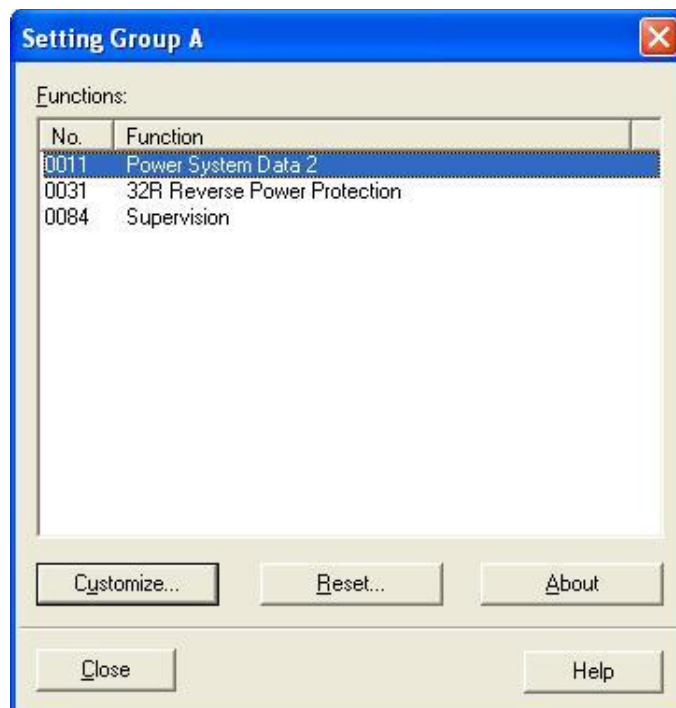 Setting Group A
Functions:
No. Function
0011 Power System Data 2
0031 32R Reverse Power Protection
0084 Supervision
Customize... Reset... About
Close Help